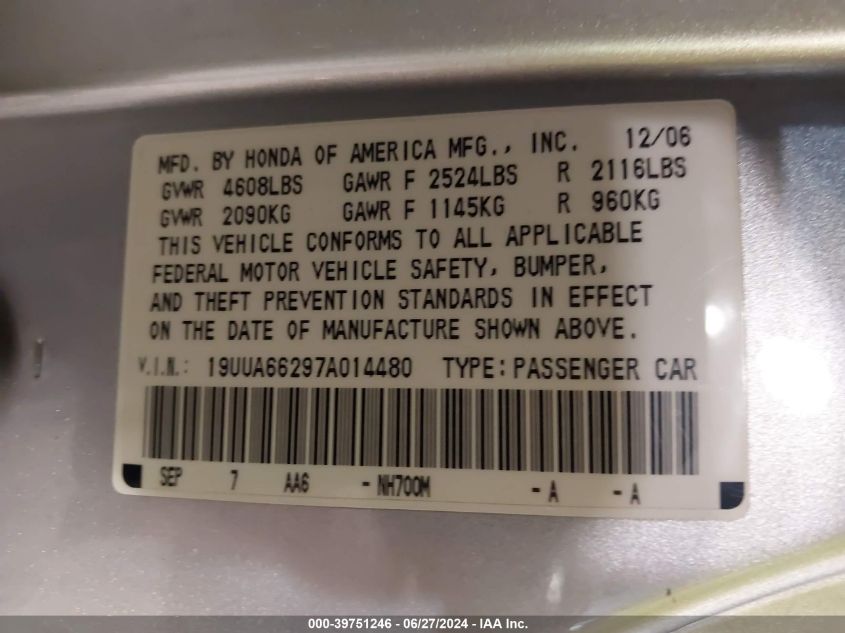 MFD. BY HONDA OF AMERICA MFG., INC. 12/06
GVWR 4608LBS GAWR F 2524LBS R 2116LBS
GVWR 2090KG GAWR F 1145KG R 960KG
THIS VEHICLE CONFORMS TO ALL APPLICABLE
FEDERAL MOTOR VEHICLE SAFETY, BUMPER,
AND THEFT PREVENTION STANDARDS IN EFFECT
ON THE DATE OF MANUFACTURE SHOWN ABOVE.
V.I.N.: 19UUA66297A014480 TYPE:PASSENGER CAR
SEP 7 AA6 - NH700M - A - A
000-39751246 - 06/27/2024 - IAA Inc.